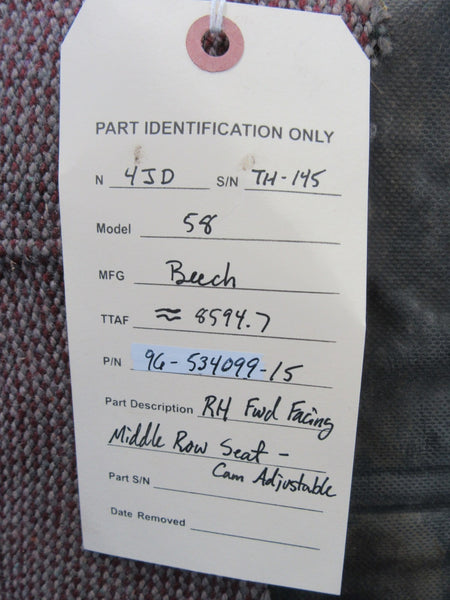 PART IDENTIFICATION ONLY
N 4JD S/N TH-145
Model 58
MFG Beech
TTAF ≈ 8594.7
P/N 96-534099-15
Part Description RH Fwd Facing
Middle Row Seat -
Cam Adjustable
Part S/N
Date Removed